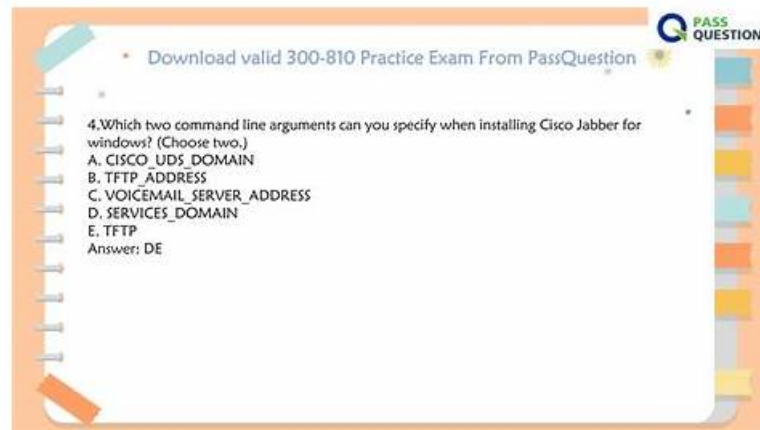 PASS
QUESTION
• Download valid 300-810 Practice Exam From PassQuestion
4.Which two command line arguments can you specify when installing Cisco Jabber for
windows? (Choose two.)
A. CISCO_UDS_DOMAIN
B. TFTP_ADDRESS
C. VOICEMAIL_SERVER_ADDRESS
D. SERVICES_DOMAIN
E. TFTP
Answer: DE